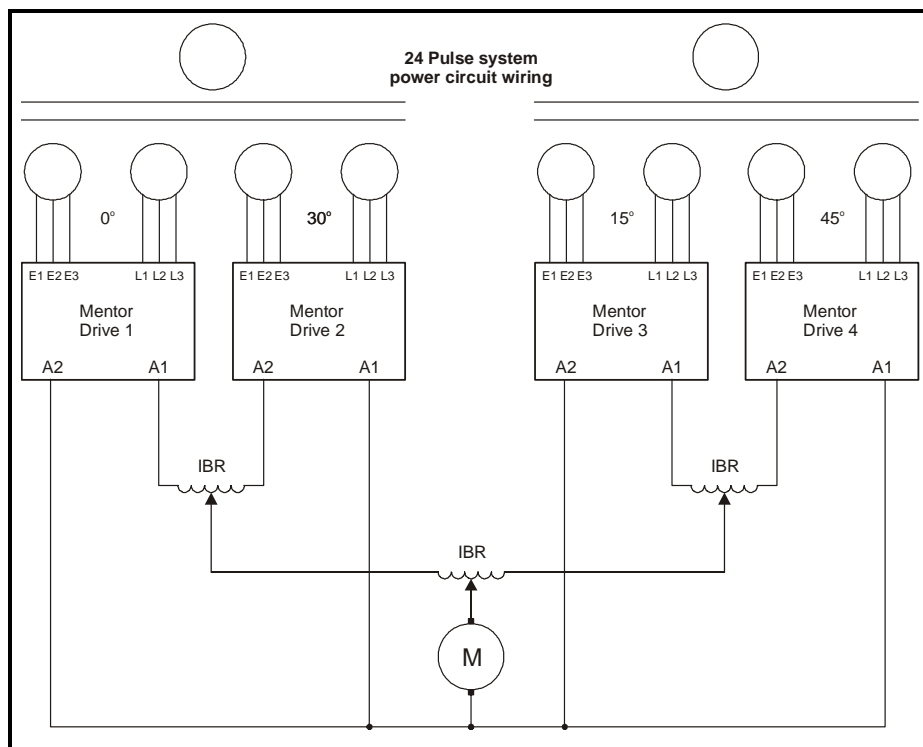 24 Pulse system
power circuit wiring
0°
30°
15°
45°
E1 E2 E3
L1 L2 L3
E1 E2 E3
L1 L2 L3
E1 E2 E3
L1 L2 L3
E1 E2 E3
L1 L2 L3
Mentor
Drive 1
Mentor
Drive 2
Mentor
Drive 3
Mentor
Drive 4
A2
A1
A2
A1
A2
A1
A2
A1
IBR
IBR
IBR
M